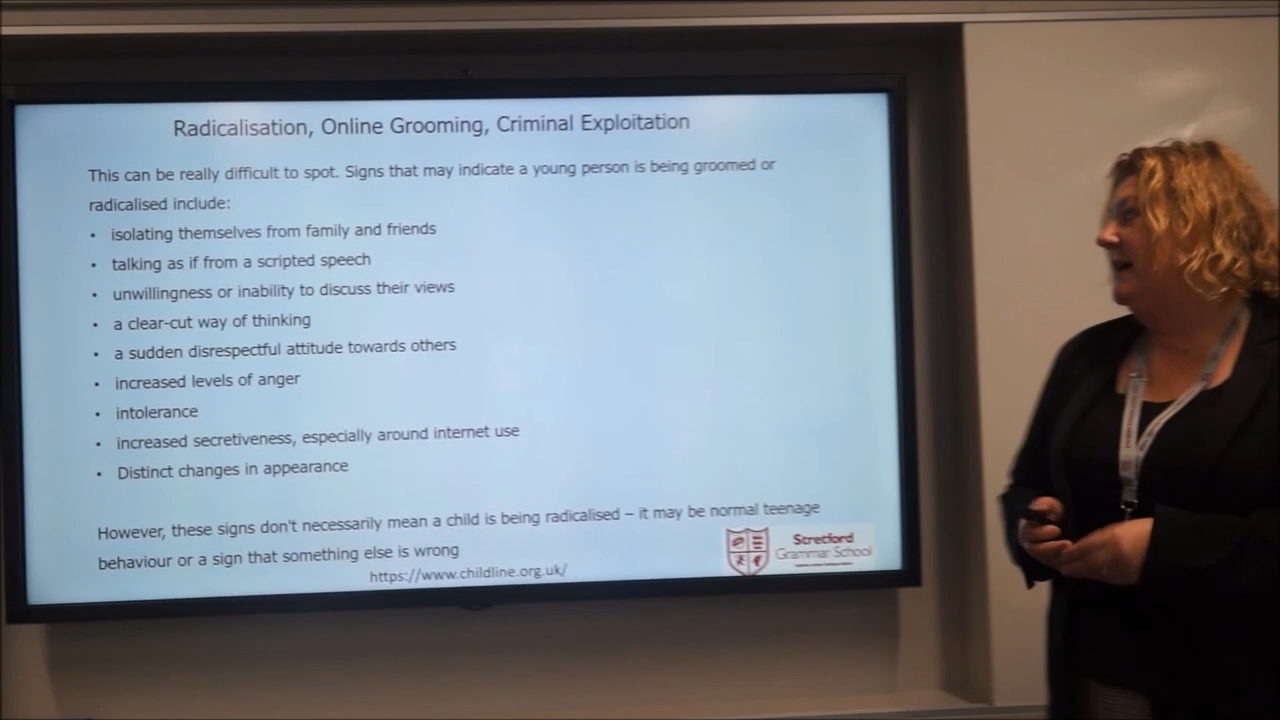 Radicalisation, Online Grooming, Criminal Exploitation
This can be really difficult to spot. Signs that may indicate a young person is being groomed or
radicalised include:
• isolating themselves from family and friends
• talking as if from a scripted speech
• unwillingness or inability to discuss their views
• a clear-cut way of thinking
• a sudden disrespectful attitude towards others
• increased levels of anger
• intolerance
• increased secretiveness, especially around internet use
• Distinct changes in appearance
However, these signs don't necessarily mean a child is being radicalised – it may be normal teenage
behaviour or a sign that something else is wrong
https://www.childline.org.uk/
Stretford
Grammar School